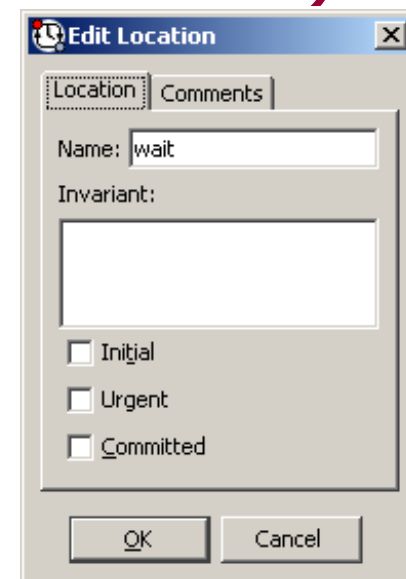 Edit Location
Location Comments
Name: wait
Invariant:
Initial
Urgent
Committed
OK Cancel